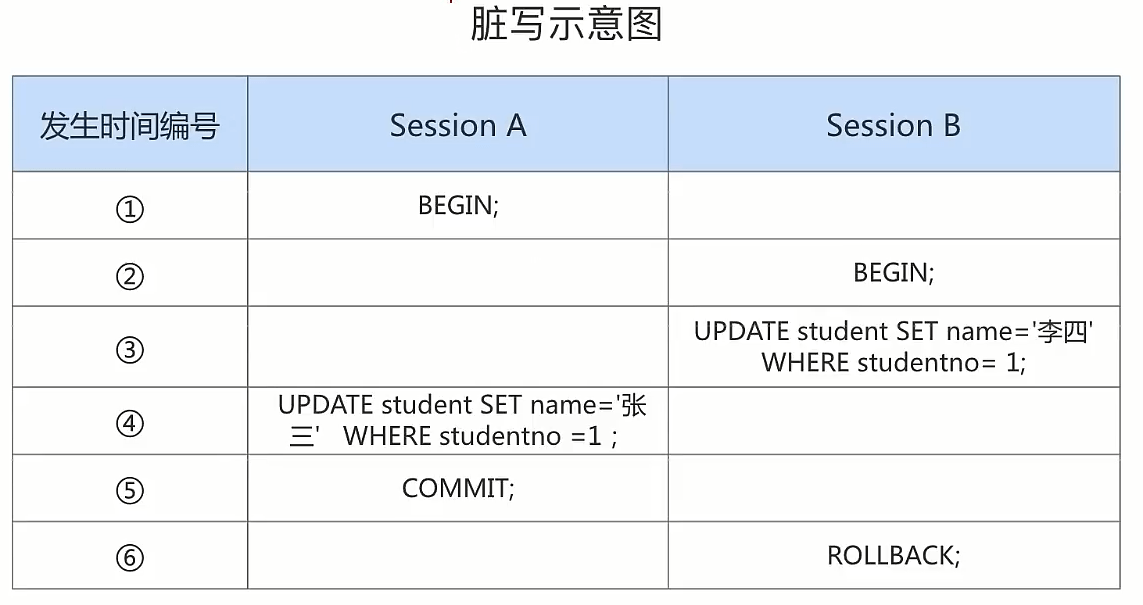 脏写示意图
发生时间编号 Session A Session B
① BEGIN;
② BEGIN;
③ UPDATE student SET name='李四'
WHERE studentno= 1;
④ UPDATE student SET name='张
三' WHERE studentno =1 ;
⑤ COMMIT;
⑥ ROLLBACK;